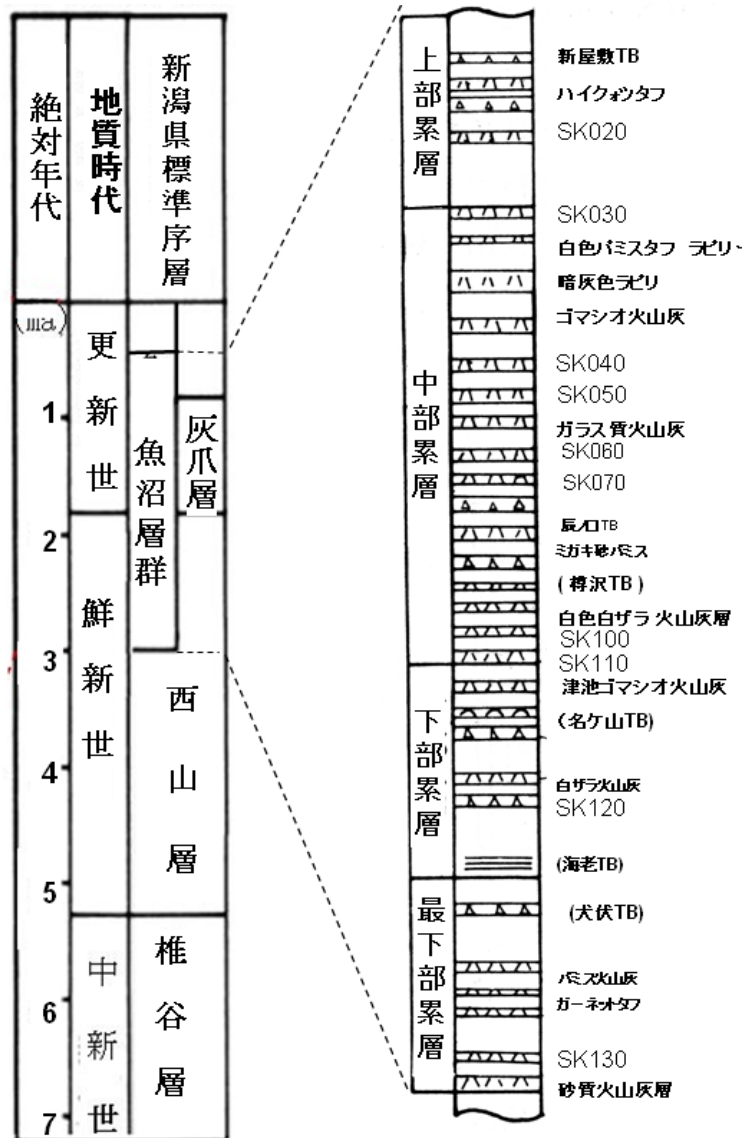 絶対年代
地質時代
新潟県標準序層
(ma)
更新世
鮮新世
中新世
1
2
3
4
5
6
7
魚沼層群
灰爪層
西山層
椎谷層
上部累層
中部累層
下部累層
最下部累層
新屋敷TB
ハイクォツタフ
SK020
SK030
白色パミスタフ ラピリー
暗灰色ラピリ
ゴマシオ火山灰
SK040
SK050
ガラス質火山灰
SK060
SK070
辰ノ口TB
ミガキ砂パミス
(樽沢TB)
白色白ザラ火山灰層
SK100
SK110
津池ゴマシオ火山灰
(名ケ山TB)
白ザラ火山灰
SK120
(海老TB)
(犬伏TB)
パミス火山灰
ガーネットタフ
SK130
砂質火山灰層